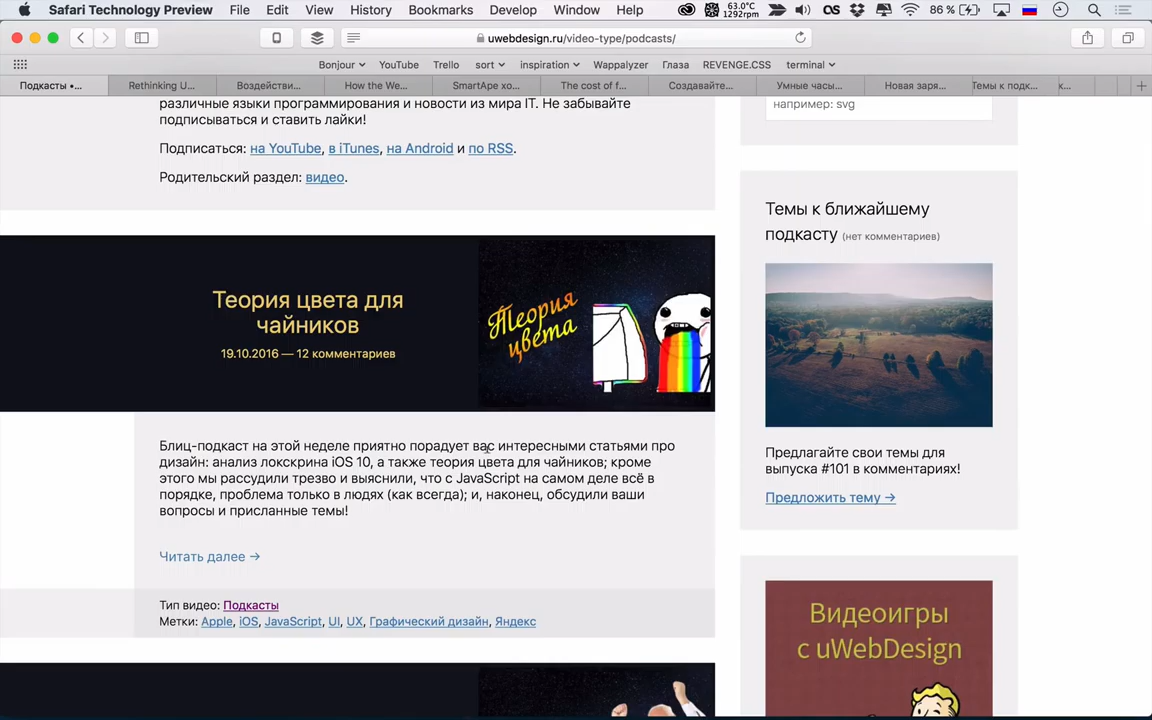 Safari Technology Preview File Edit View History Bookmarks Develop Window Help
63.0°C
1292rpm
86 %
uwebdesign.ru/video-type/podcasts/
Bonjour YouTube Trello sort inspiration Wappalyzer Глаза REVENGE.CSS terminal
Подкасты •... Rethinking U... Воздействи... How the We... SmartApe хо... The cost of f... Создавайте... Умные часы... Новая заря... Темы к подк... к...
различные языки программирования и новости из мира IT. Не забывайте
подписываться и ставить лайки!
Подписаться: на YouTube, в iTunes, на Android и по RSS.
Родительский раздел: видео.
Теория цвета для
чайников
19.10.2016 — 12 комментариев
Теория
цвета
Блиц-подкаст на этой неделе приятно порадует вас интересными статьями про
дизайн: анализ локскрина iOS 10, а также теория цвета для чайников; кроме
этого мы рассудили трезво и выяснили, что с JavaScript на самом деле всё в
порядке, проблема только в людях (как всегда); и, наконец, обсудили ваши
вопросы и присланные темы!
Читать далее →
Тип видео: Подкасты
Метки: Apple, iOS, JavaScript, UI, UX, Графический дизайн, Яндекс
например: svg
Темы к ближайшему
подкасту (нет комментариев)
Предлагайте свои темы для
выпуска #101 в комментариях!
Предложить тему →
Видеоигры
с uWebDesign